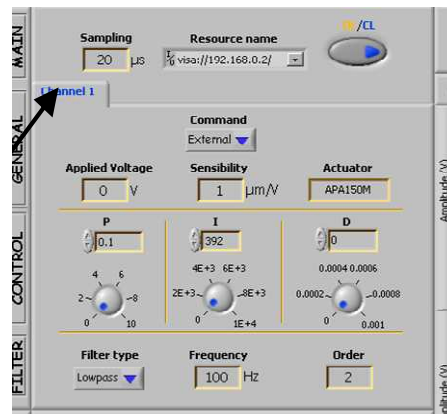 MAIN
GENERAL
CONTROL
FILTER
Sampling
20 µs
Resource name
visa://192.168.0.2/
/CL
Channel 1
Command
External
Applied Voltage
0 V
Sensibility
1 µm/V
Actuator
APA150M
P
0.1
I
392
D
0
0 2 4 6 8 10
0 2E+3 4E+3 6E+3 8E+3 1E+4
0 0.0002 0.0004 0.0006 0.0008 0.001
Filter type
Lowpass
Frequency
100 Hz
Order
2
Amplitude (V)